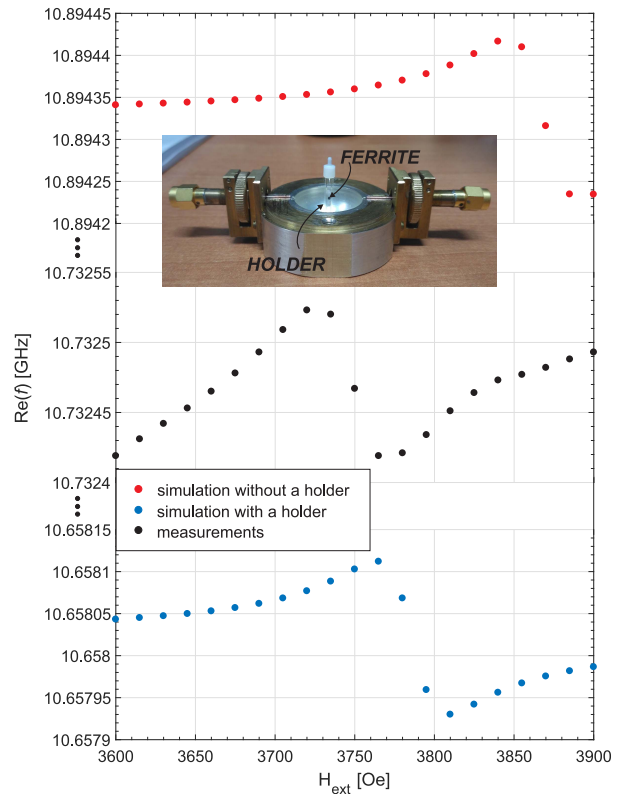 10.89445
10.8944
10.89435
10.8943
10.89425
10.8942
FERRITE
HOLDER
10.73255
10.7325
10.73245
10.7324
Re(f) [GHz]
simulation without a holder
simulation with a holder
measurements
10.65815
10.6581
10.65805
10.658
10.65795
10.6579
3600 3650 3700 3750 3800 3850 3900
H_ext [Oe]